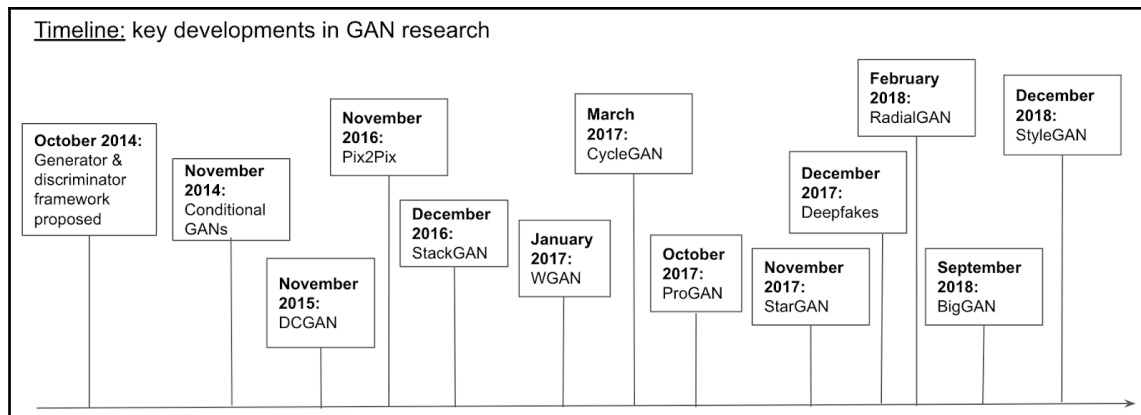 Timeline: key developments in GAN research
October 2014:
Generator &
discriminator
framework
proposed
November
2014:
Conditional
GANs
November
2015:
DCGAN
November
2016:
Pix2Pix
December
2016:
StackGAN
January
2017:
WGAN
March
2017:
CycleGAN
October
2017:
ProGAN
November
2017:
StarGAN
December
2017:
Deepfakes
February
2018:
RadialGAN
September
2018:
BigGAN
December
2018:
StyleGAN